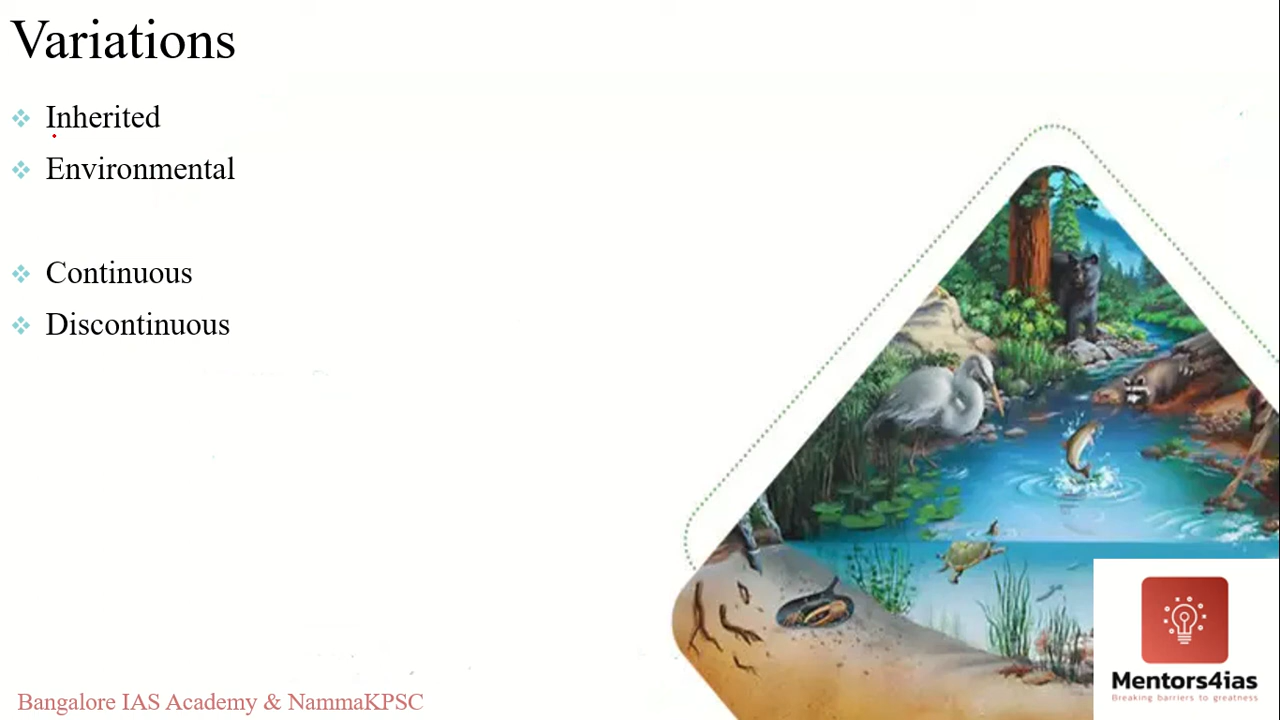 Variations
Inherited
Environmental
Continuous
Discontinuous
Bangalore IAS Academy & NammaKPSC
Mentors4ias
Breaking barriers to greatness